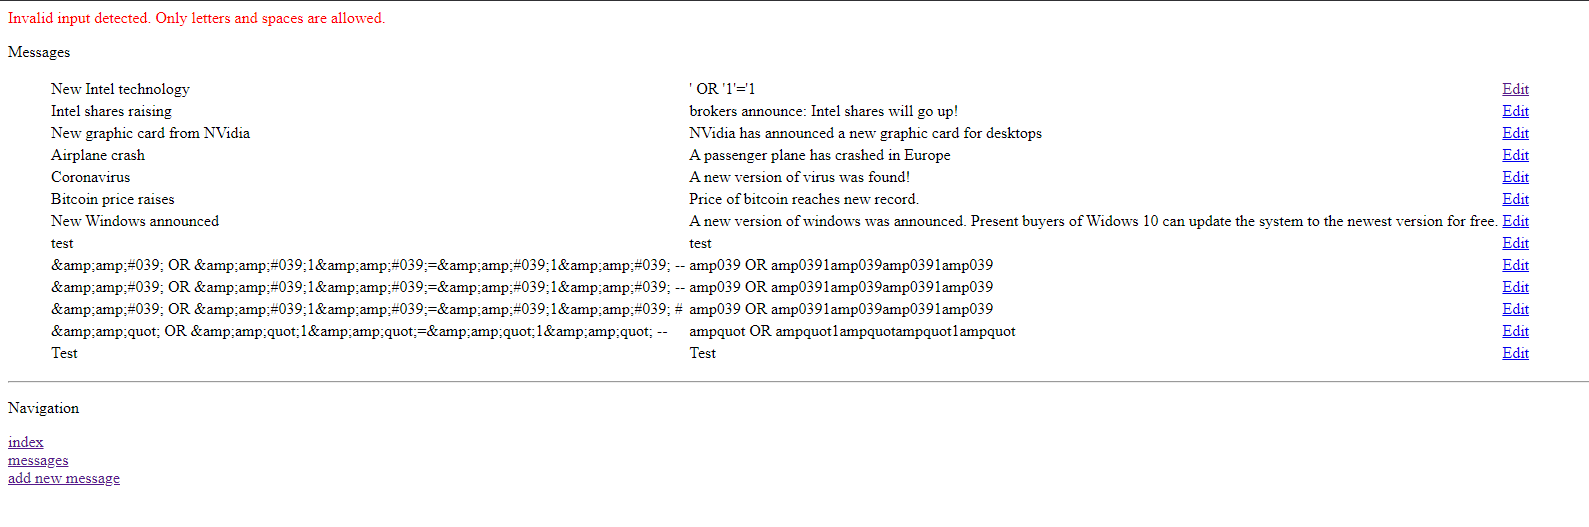 Invalid input detected. Only letters and spaces are allowed.
Messages
New Intel technology ' OR '1'='1 Edit
Intel shares raising brokers announce: Intel shares will go up! Edit
New graphic card from NVidia NVidia has announced a new graphic card for desktops Edit
Airplane crash A passenger plane has crashed in Europe Edit
Coronavirus A new version of virus was found! Edit
Bitcoin price raises Price of bitcoin reaches new record. Edit
New Windows announced A new version of windows was announced. Present buyers of Widows 10 can update the system to the newest version for free. Edit
test test Edit
&amp;amp;#039; OR &amp;amp;#039;1&amp;amp;#039;=&amp;amp;#039;1&amp;amp;#039; -- amp039 OR amp0391amp039amp0391amp039 Edit
&amp;amp;#039; OR &amp;amp;#039;1&amp;amp;#039;=&amp;amp;#039;1&amp;amp;#039; -- amp039 OR amp0391amp039amp0391amp039 Edit
&amp;amp;#039; OR &amp;amp;#039;1&amp;amp;#039;=&amp;amp;#039;1&amp;amp;#039; # amp039 OR amp0391amp039amp0391amp039 Edit
&amp;amp;quot; OR &amp;amp;quot;1&amp;amp;quot;=&amp;amp;quot;1&amp;amp;quot; -- ampquot OR ampquot1ampquotampquot1ampquot Edit
Test Test Edit
Navigation
index
messages
add new message